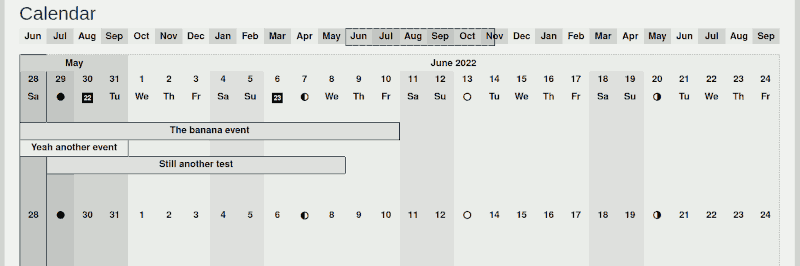 Calendar
Jun Jul Aug Sep Oct Nov Dec Jan Feb Mar Apr May Jun Jul Aug Sep Oct Nov Dec Jan Feb Mar Apr May Jun Jul Aug Sep
May June 2022
28 29 30 31 1 2 3 4 5 6 7 8 9 10 11 12 13 14 15 16 17 18 19 20 21 22 23 24
Sa 22 Tu We Th Fr Sa Su 23 We Th Fr Sa Su Tu We Th Fr Sa Su Tu We Th Fr
The banana event
Yeah another event
Still another test
28 30 31 1 2 3 4 5 6 8 9 10 11 12 14 15 16 17 18 19 21 22 23 24